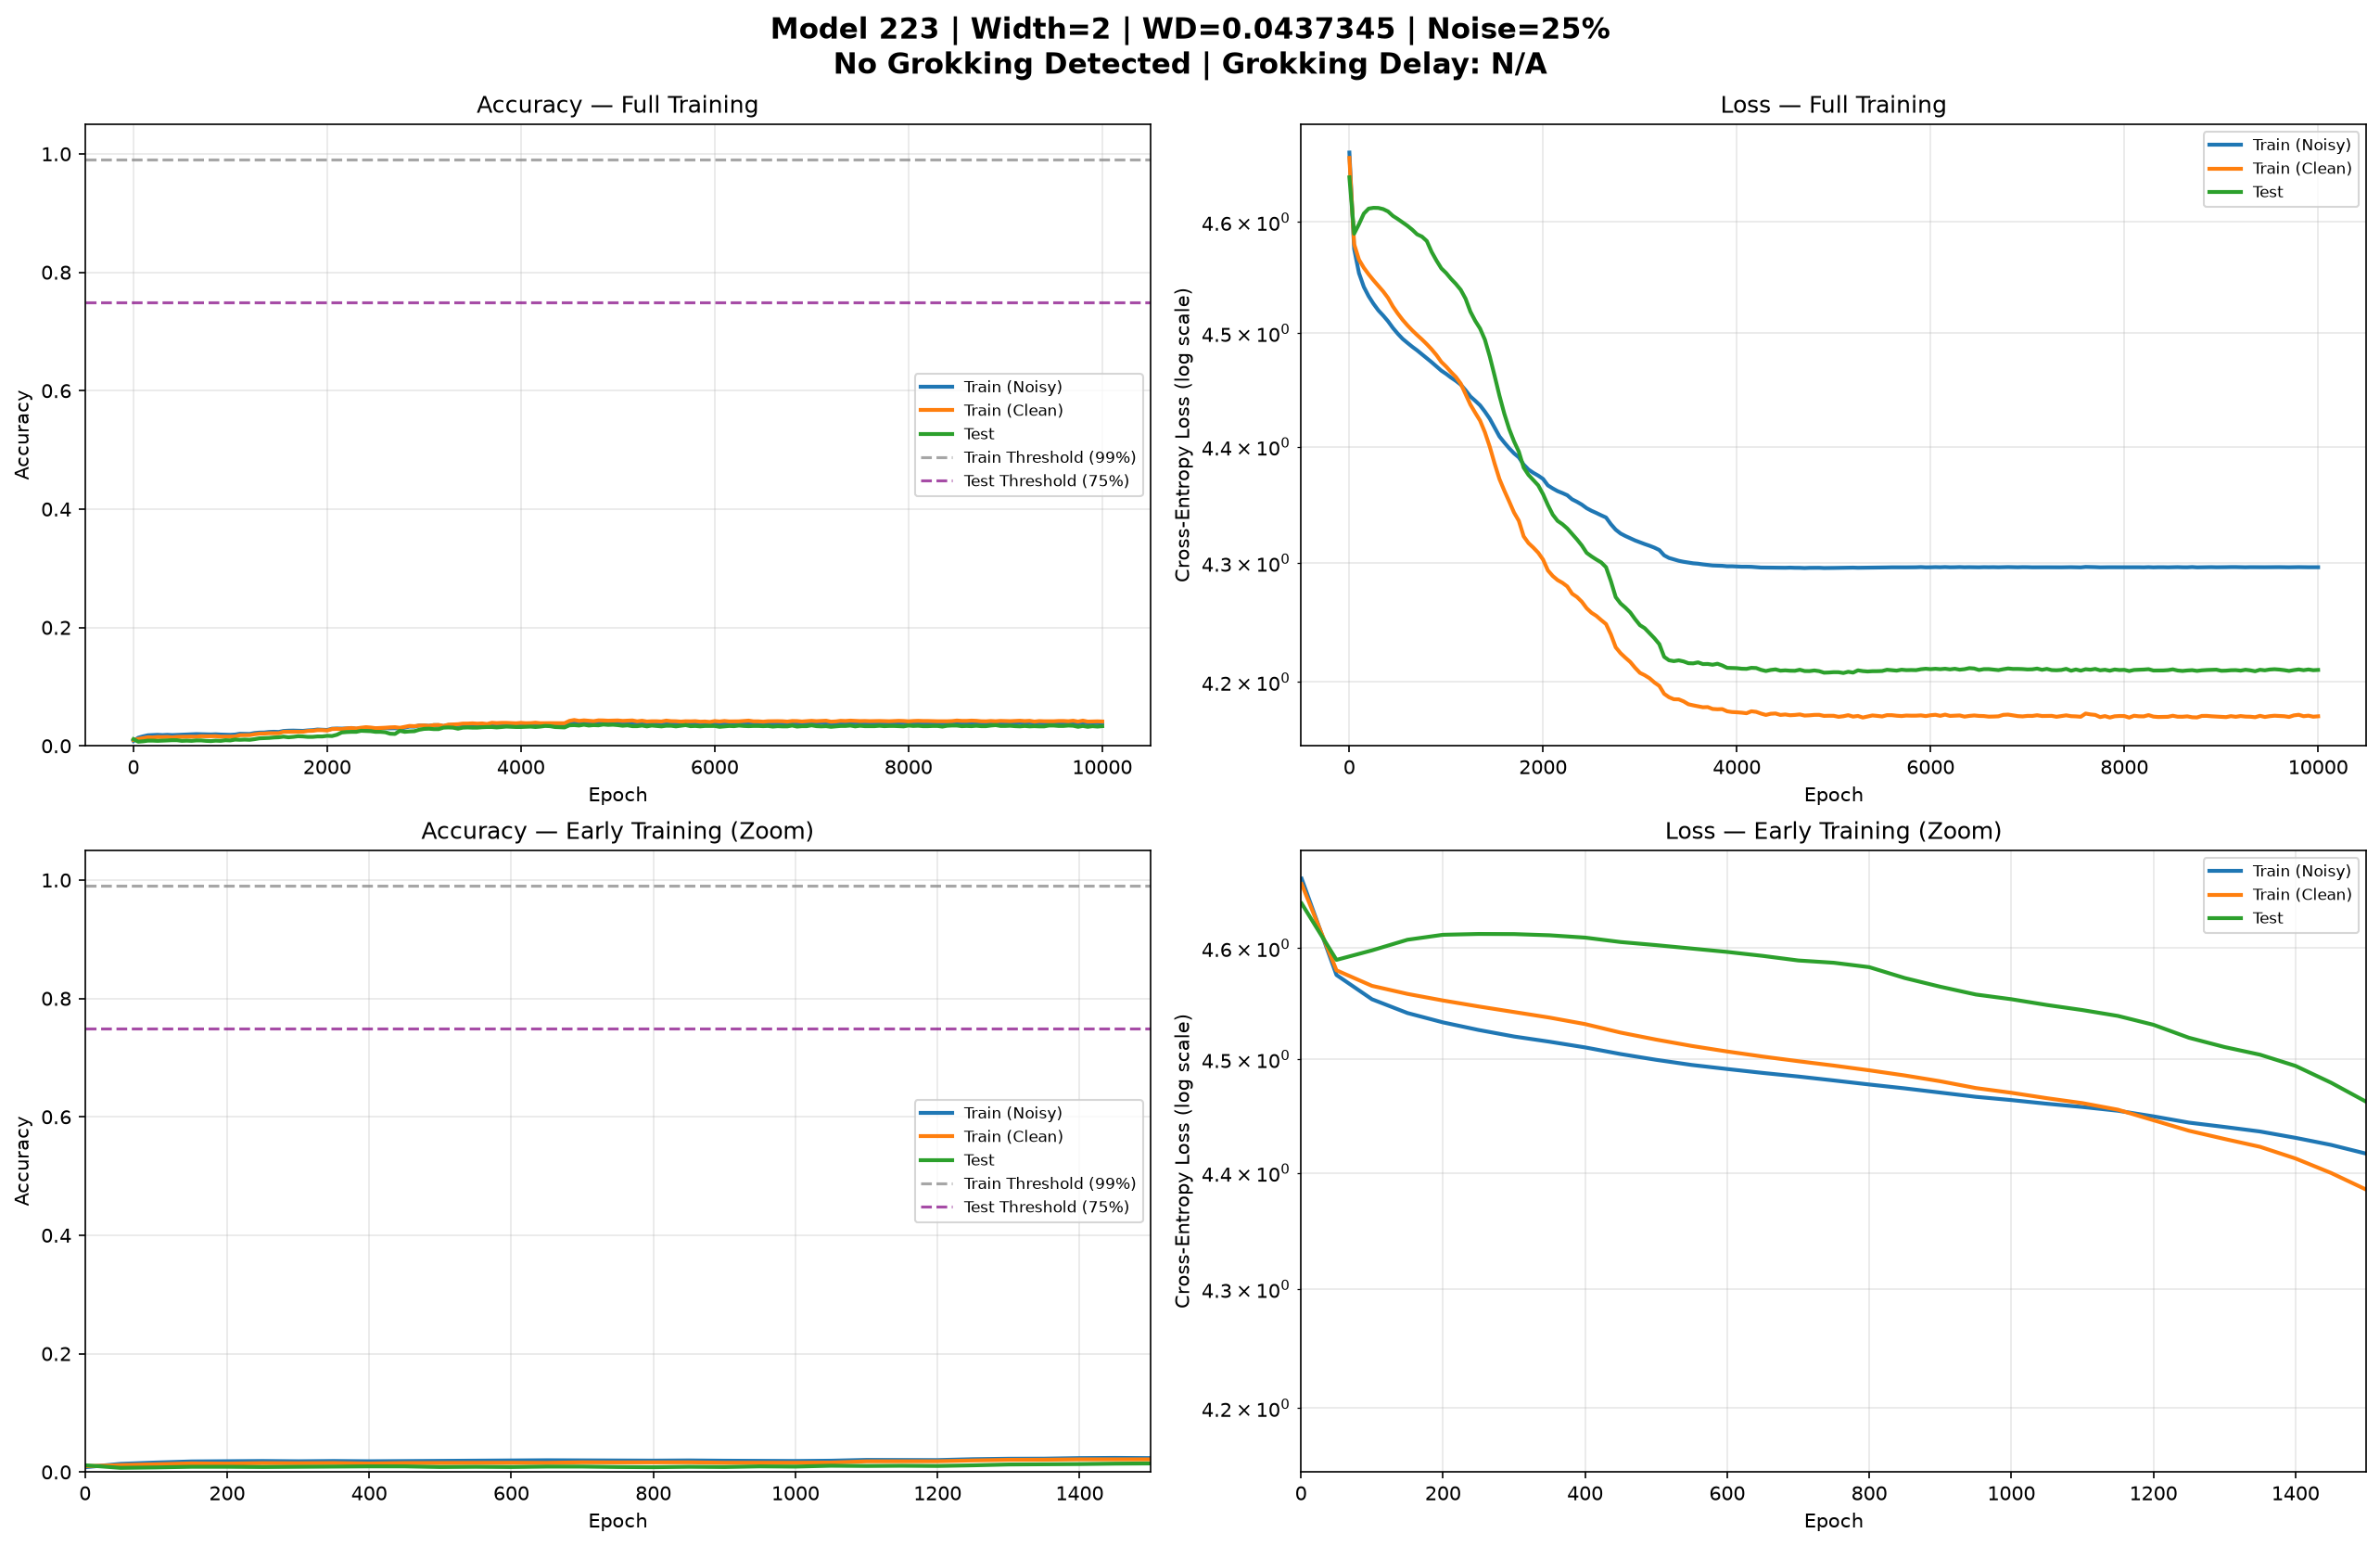 Model 223 | Width=2 | WD=0.0437345 | Noise=25%
No Grokking Detected | Grokking Delay: N/A
Accuracy — Full Training
1.0
0.8
0.6
0.4
0.2
0.0
Accuracy
Train (Noisy)
Train (Clean)
Test
Train Threshold (99%)
Test Threshold (75%)
0 2000 4000 6000 8000 10000
Epoch
Loss — Full Training
4.6 × 10⁰
4.5 × 10⁰
4.4 × 10⁰
4.3 × 10⁰
4.2 × 10⁰
Cross-Entropy Loss (log scale)
Train (Noisy)
Train (Clean)
Test
0 2000 4000 6000 8000 10000
Epoch
Accuracy — Early Training (Zoom)
1.0
0.8
0.6
0.4
0.2
0.0
Accuracy
Train (Noisy)
Train (Clean)
Test
Train Threshold (99%)
Test Threshold (75%)
0 200 400 600 800 1000 1200 1400
Epoch
Loss — Early Training (Zoom)
4.6 × 10⁰
4.5 × 10⁰
4.4 × 10⁰
4.3 × 10⁰
4.2 × 10⁰
Cross-Entropy Loss (log scale)
Train (Noisy)
Train (Clean)
Test
0 200 400 600 800 1000 1200 1400
Epoch